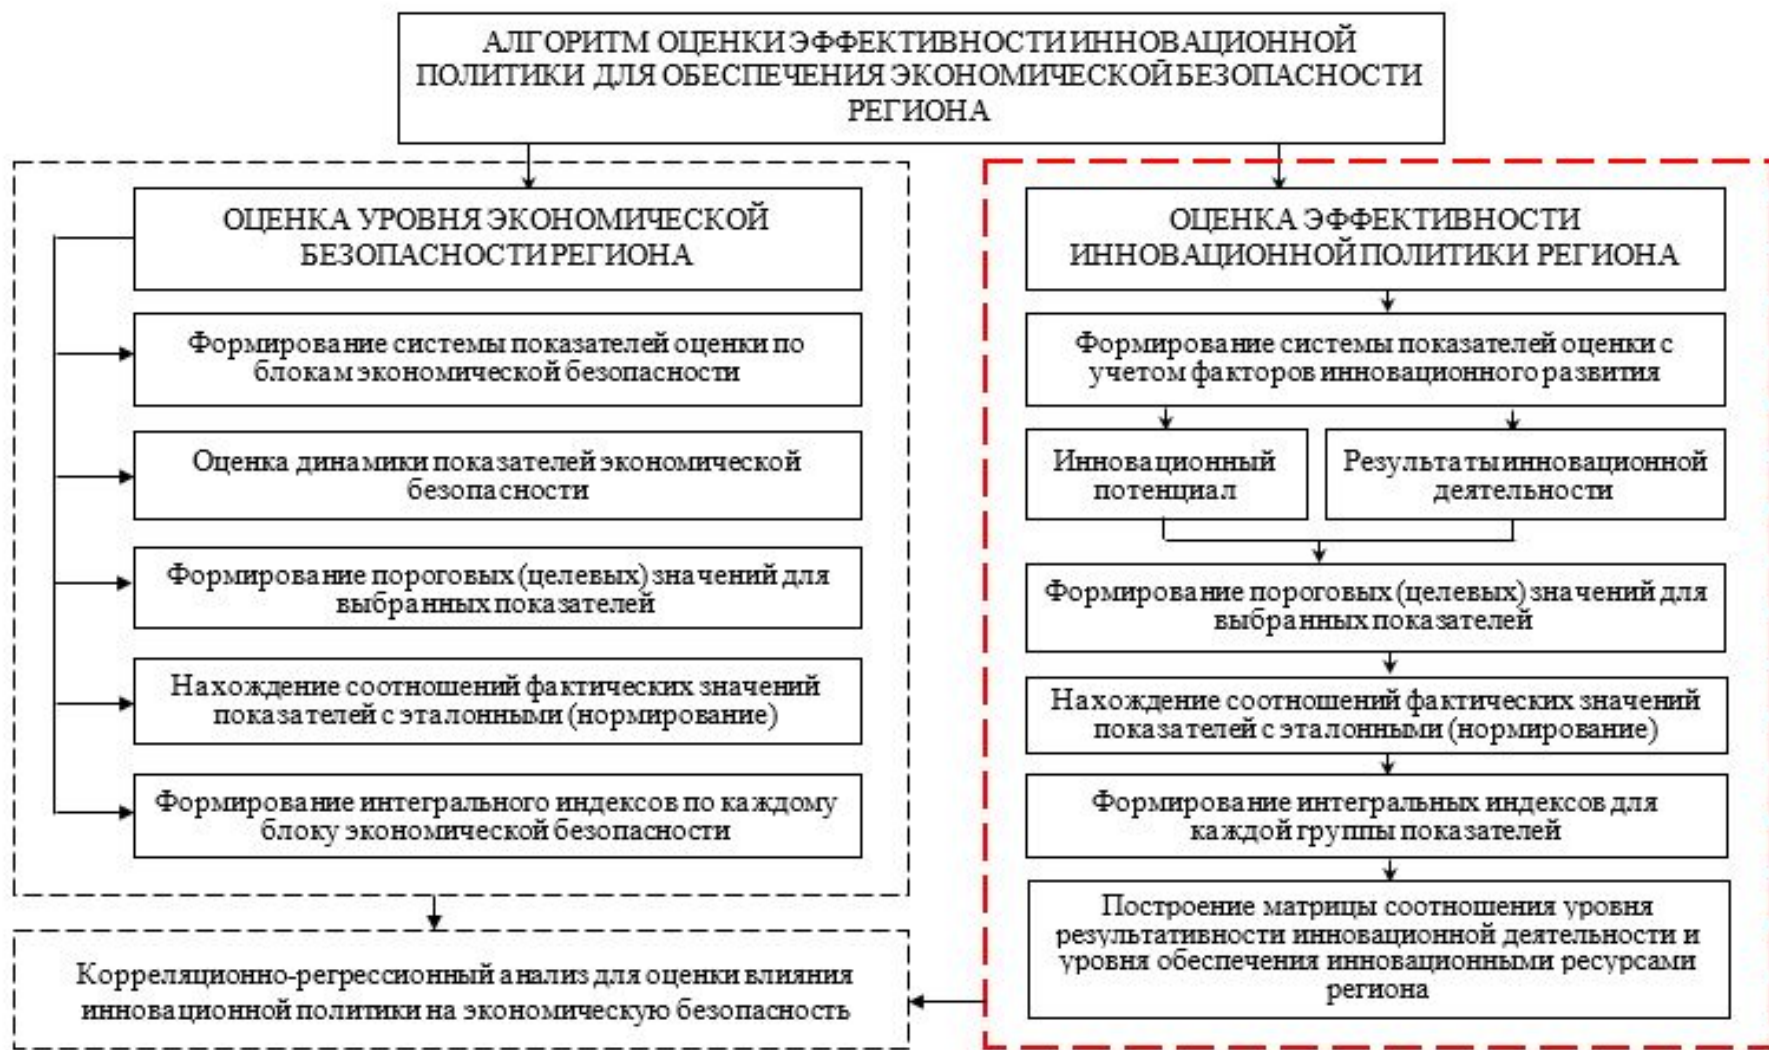 АЛГОРИТМ ОЦЕНКИ ЭФФЕКТИВНОСТИ ИННОВАЦИОННОЙ
ПОЛИТИКИ ДЛЯ ОБЕСПЕЧЕНИЯ ЭКОНОМИЧЕСКОЙ БЕЗОПАСНОСТИ
РЕГИОНА
ОЦЕНКА УРОВНЯ ЭКОНОМИЧЕСКОЙ
БЕЗОПАСНОСТИ РЕГИОНА
Формирование системы показателей оценки по
блокам экономической безопасности
Оценка динамики показателей экономической
безопасности
Формирование пороговых (целевых) значений для
выбранных показателей
Нахождение соотношений фактических значений
показателей с эталонными (нормирование)
Формирование интегрального индексов по каждому
блоку экономической безопасности
Корреляционно-регрессионный анализ для оценки влияния
инновационной политики на экономическую безопасность
ОЦЕНКА ЭФФЕКТИВНОСТИ
ИННОВАЦИОННОЙ ПОЛИТИКИ РЕГИОНА
Формирование системы показателей оценки с
учетом факторов инновационного развития
Инновационный
потенциал
Результаты инновационной
деятельности
Формирование пороговых (целевых) значений для
выбранных показателей
Нахождение соотношений фактических значений
показателей с эталонными (нормирование)
Формирование интегральных индексов для
каждой группы показателей
Построение матрицы соотношения уровня
результативности инновационной деятельности и
уровня обеспечения инновационными ресурсами
региона